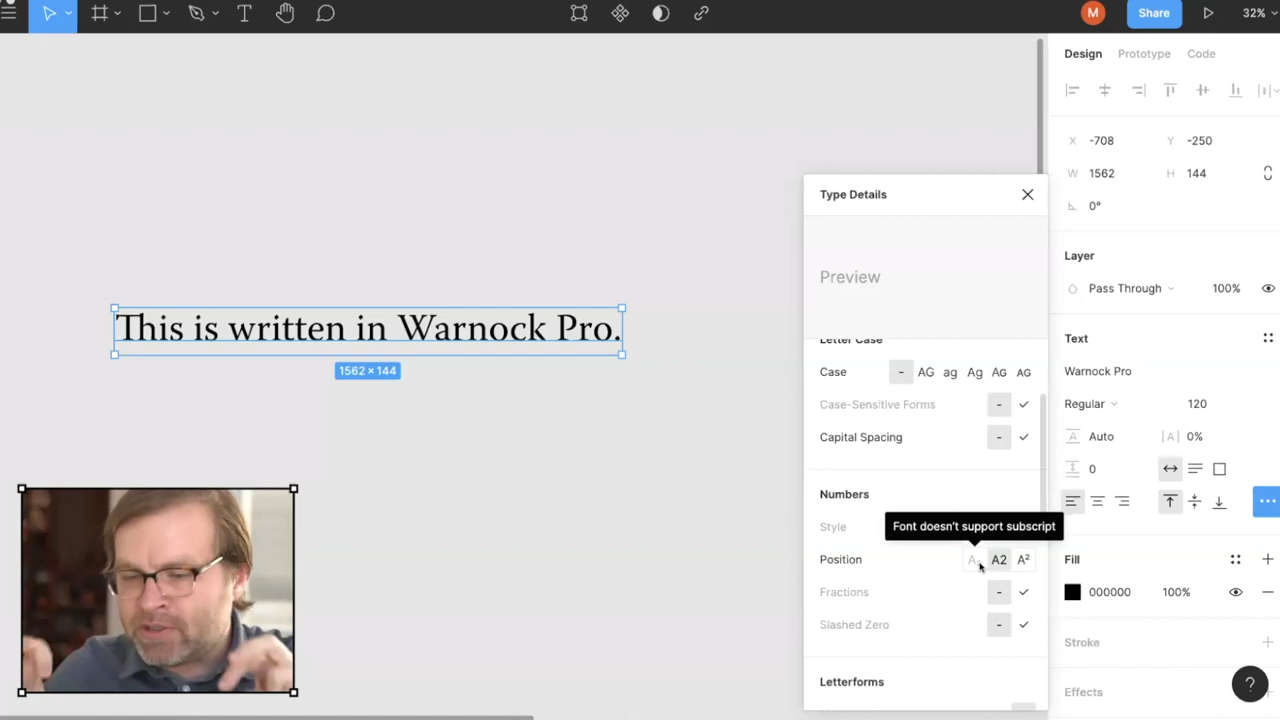 M
Share
32%
Design Prototype Code
X -708 Y -250
W 1562 H 144
0°
Layer
Pass Through 100%
Text
Warnock Pro
Regular 120
A Auto |A| 0%
0
Fill
000000 100%
Stroke
Effects
?
Type Details
Preview
Letter Case
Case - AG ag Ag AG AG
Case-Sensitive Forms -
Capital Spacing -
Numbers
Style
Font doesn't support subscript
Position A2 A²
Fractions -
Slashed Zero -
Letterforms
This is written in Warnock Pro.
1562 × 144